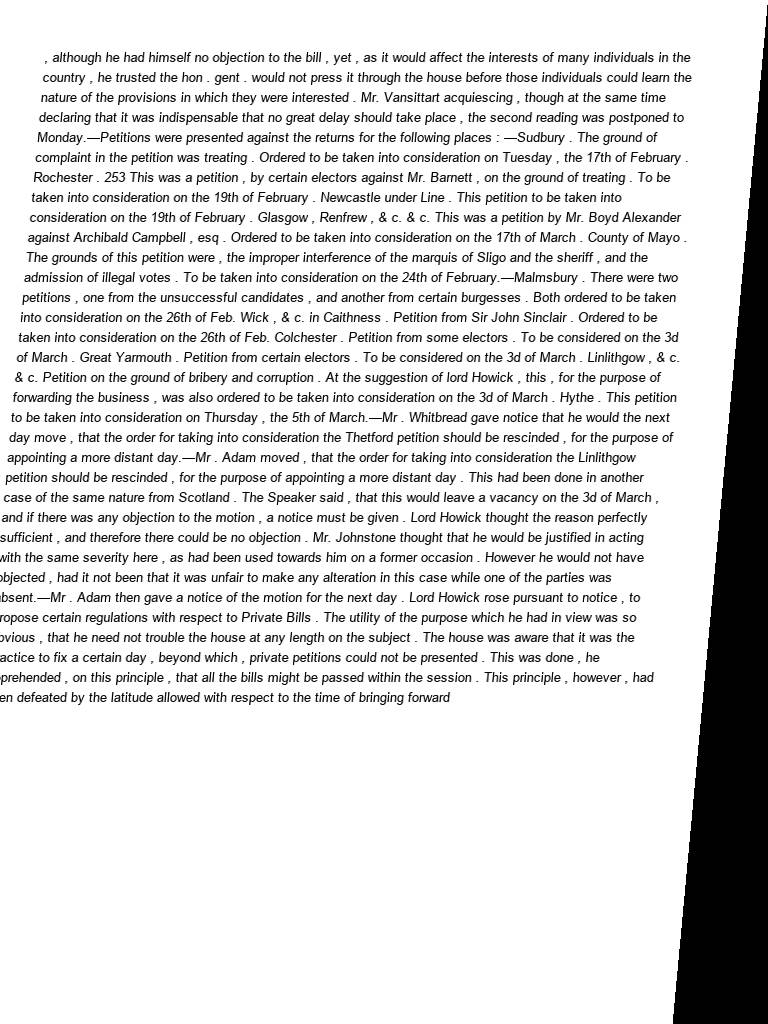 , although he had himself no objection to the bill , yet , as it would affect the interests of many individuals in the
country , he trusted the hon . gent . would not press it through the house before those individuals could learn the
nature of the provisions in which they were interested . Mr. Vansittart acquiescing , though at the same time
declaring that it was indispensable that no great delay should take place , the second reading was postponed to
Monday.—Petitions were presented against the returns for the following places : —Sudbury . The ground of
complaint in the petition was treating . Ordered to be taken into consideration on Tuesday , the 17th of February .
Rochester . 253 This was a petition , by certain electors against Mr. Barnett , on the ground of treating . To be
taken into consideration on the 19th of February . Newcastle under Line . This petition to be taken into
consideration on the 19th of February . Glasgow , Renfrew , & c. & c. This was a petition by Mr. Boyd Alexander
against Archibald Campbell , esq . Ordered to be taken into consideration on the 17th of March . County of Mayo .
The grounds of this petition were , the improper interference of the marquis of Sligo and the sheriff , and the
admission of illegal votes . To be taken into consideration on the 24th of February.—Malmsbury . There were two
petitions , one from the unsuccessful candidates , and another from certain burgesses . Both ordered to be taken
into consideration on the 26th of Feb. Wick , & c. in Caithness . Petition from Sir John Sinclair . Ordered to be
taken into consideration on the 26th of Feb. Colchester . Petition from some electors . To be considered on the 3d
of March . Great Yarmouth . Petition from certain electors . To be considered on the 3d of March . Linlithgow , & c.
& c. Petition on the ground of bribery and corruption . At the suggestion of lord Howick , this , for the purpose of
forwarding the business , was also ordered to be taken into consideration on the 3d of March . Hythe . This petition
to be taken into consideration on Thursday , the 5th of March.—Mr . Whitbread gave notice that he would the next
day move , that the order for taking into consideration the Thetford petition should be rescinded , for the purpose of
appointing a more distant day.—Mr . Adam moved , that the order for taking into consideration the Linlithgow
petition should be rescinded , for the purpose of appointing a more distant day . This had been done in another
case of the same nature from Scotland . The Speaker said , that this would leave a vacancy on the 3d of March ,
and if there was any objection to the motion , a notice must be given . Lord Howick thought the reason perfectly
sufficient , and therefore there could be no objection . Mr. Johnstone thought that he would be justified in acting
with the same severity here , as had been used towards him on a former occasion . However he would not have
objected , had it not been that it was unfair to make any alteration in this case while one of the parties was
absent.—Mr . Adam then gave a notice of the motion for the next day . Lord Howick rose pursuant to notice , to
ropose certain regulations with respect to Private Bills . The utility of the purpose which he had in view was so
bvious , that he need not trouble the house at any length on the subject . The house was aware that it was the
actice to fix a certain day , beyond which , private petitions could not be presented . This was done , he
prehended , on this principle , that all the bills might be passed within the session . This principle , however , had
en defeated by the latitude allowed with respect to the time of bringing forward